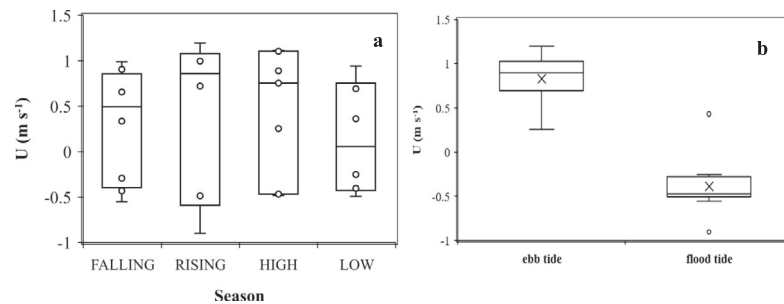 a
U (m s⁻¹)
1.5
1
0.5
0
-0.5
-1
FALLING RISING HIGH LOW
Season
b
U (m s⁻¹)
1.5
1
0.5
0
-0.5
-1
ebb tide flood tide